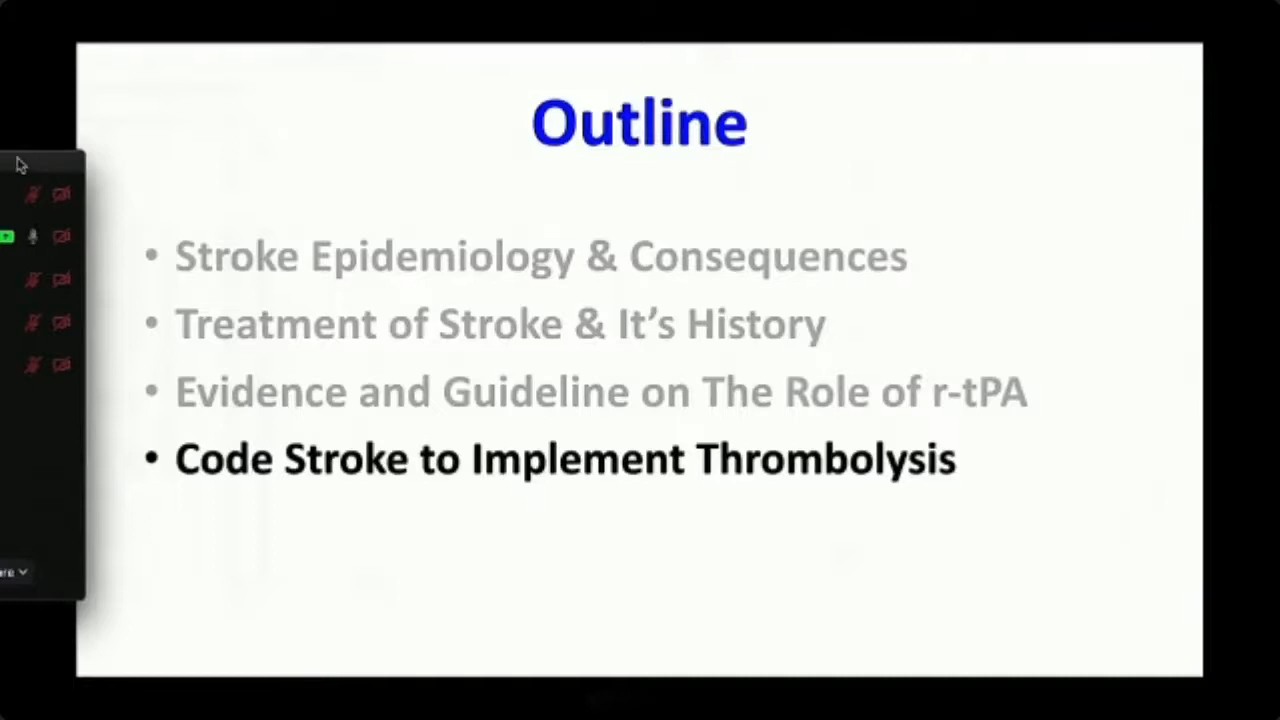 Outline
• Stroke Epidemiology & Consequences
• Treatment of Stroke & It's History
• Evidence and Guideline on The Role of r-tPA
• Code Stroke to Implement Thrombolysis